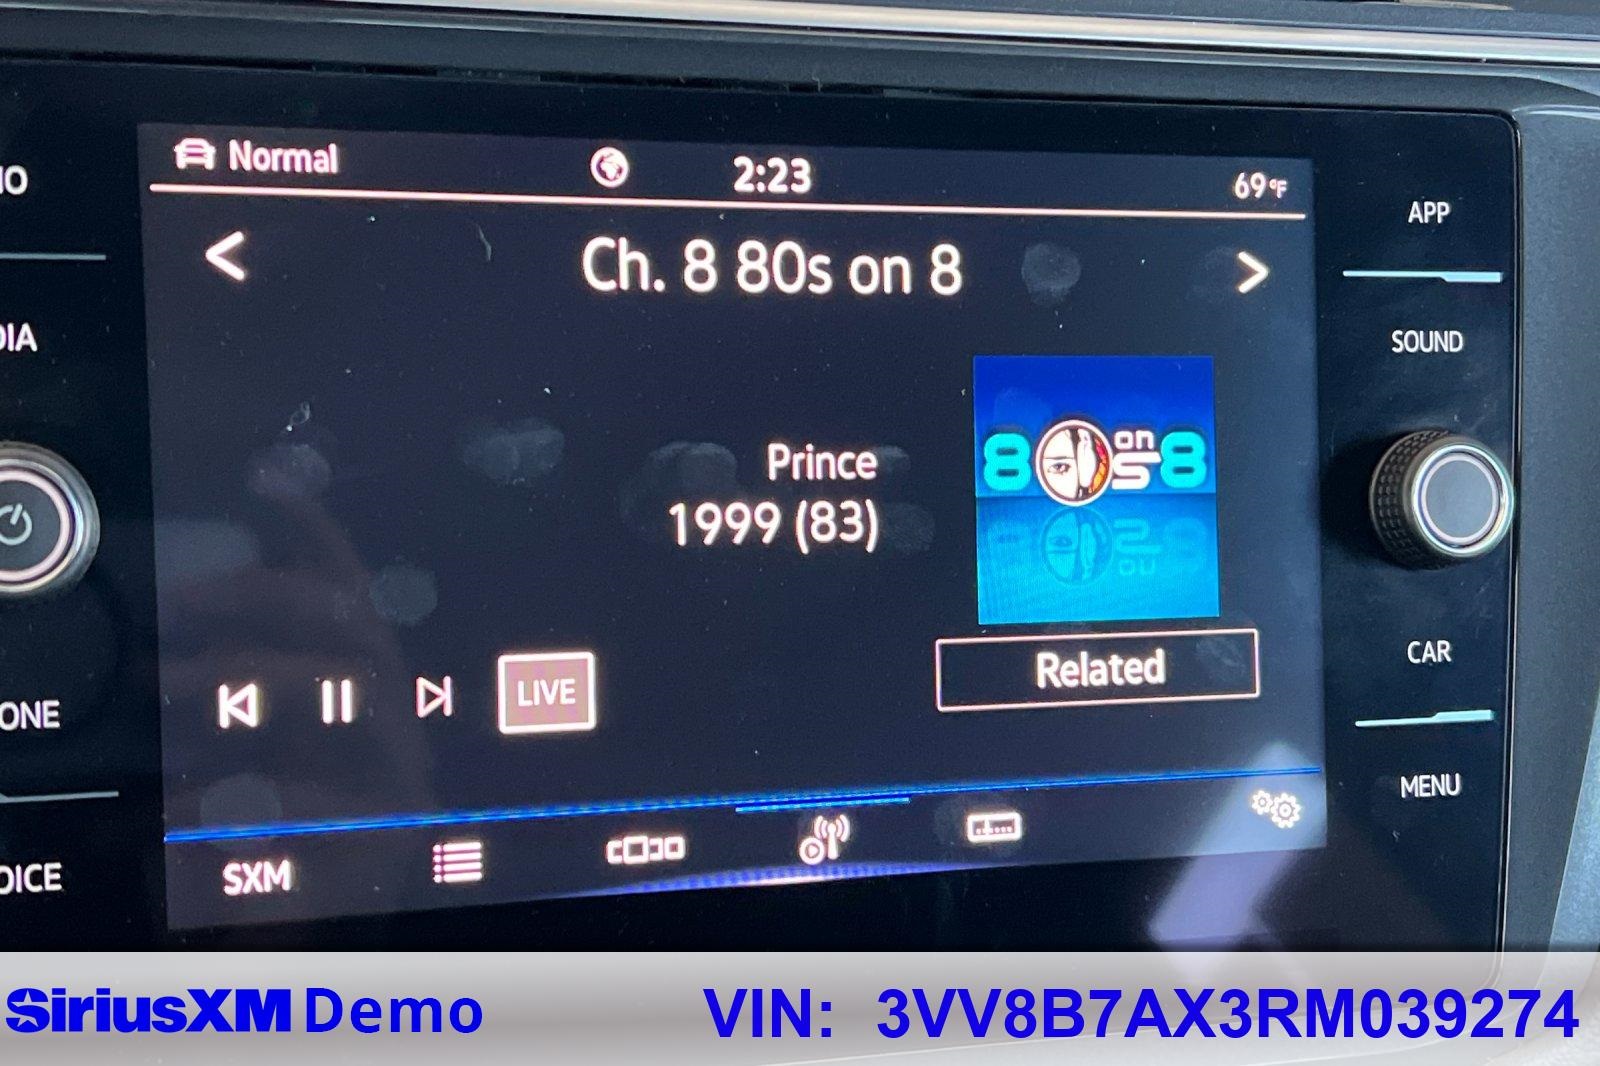 Normal
2:23
69°F
Ch. 8 80s on 8
Prince
1999 (83)
80s on 8
LIVE
Related
SXM
APP
SOUND
CAR
MENU
SiriusXM Demo
VIN: 3VV8B7AX3RM039274